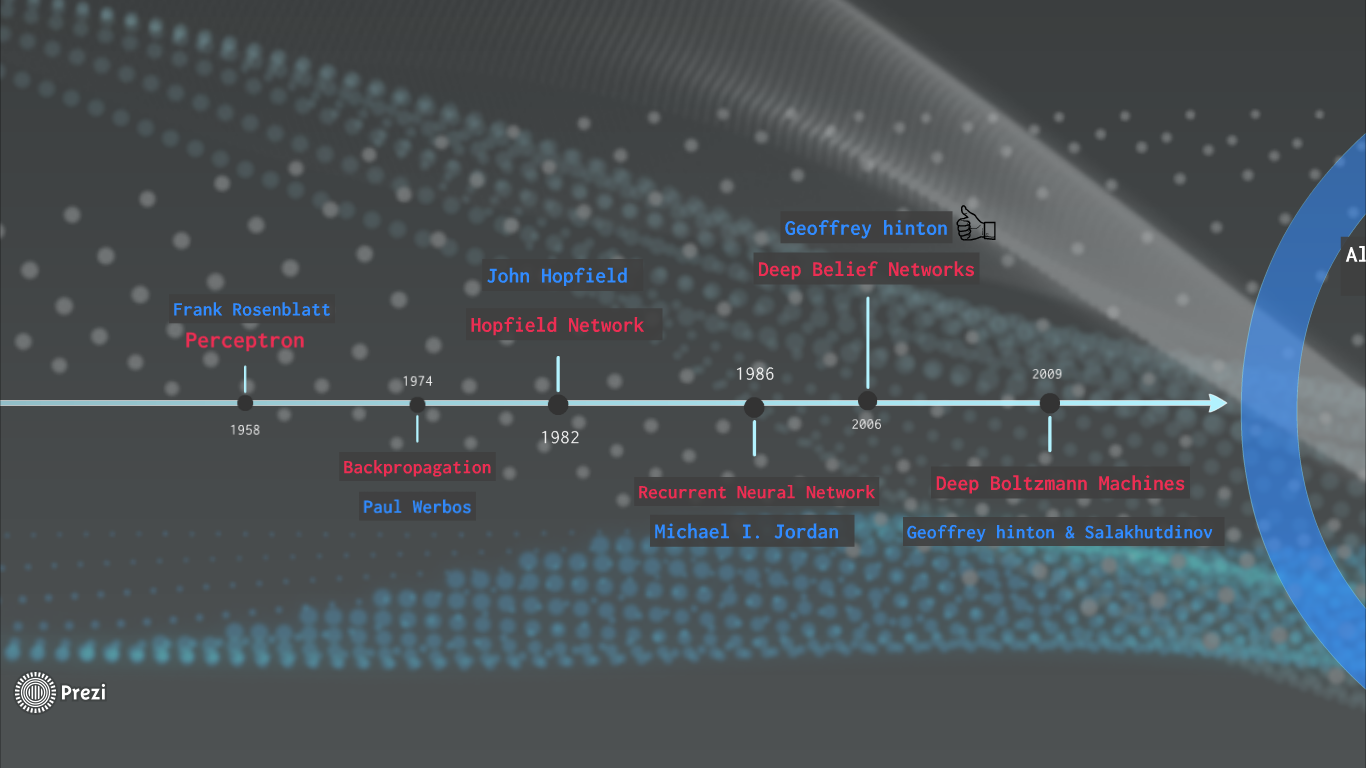 Frank Rosenblatt
Perceptron
1958
1974
Backpropagation
Paul Werbos
John Hopfield
Hopfield Network
1982
1986
Recurrent Neural Network
Michael I. Jordan
Geoffrey hinton
Deep Belief Networks
2006
2009
Deep Boltzmann Machines
Geoffrey hinton & Salakhutdinov
Prezi